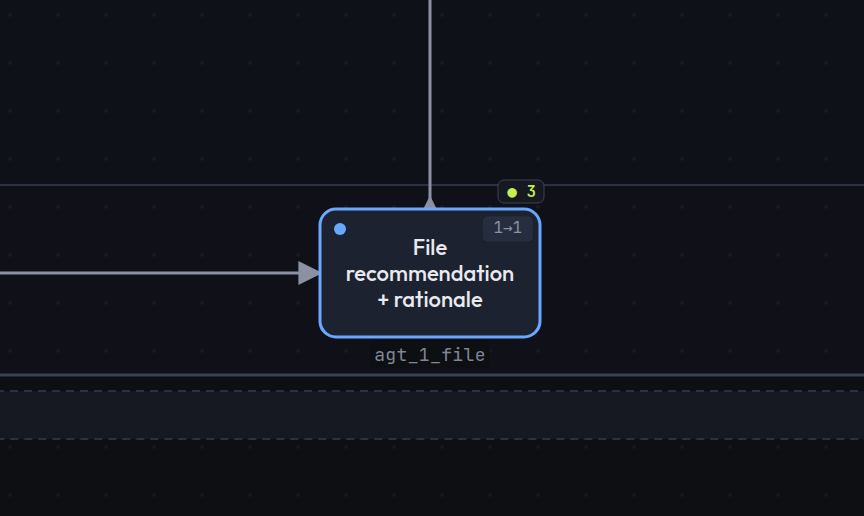 3
1→1
File
recommendation
+ rationale
agt_1_file